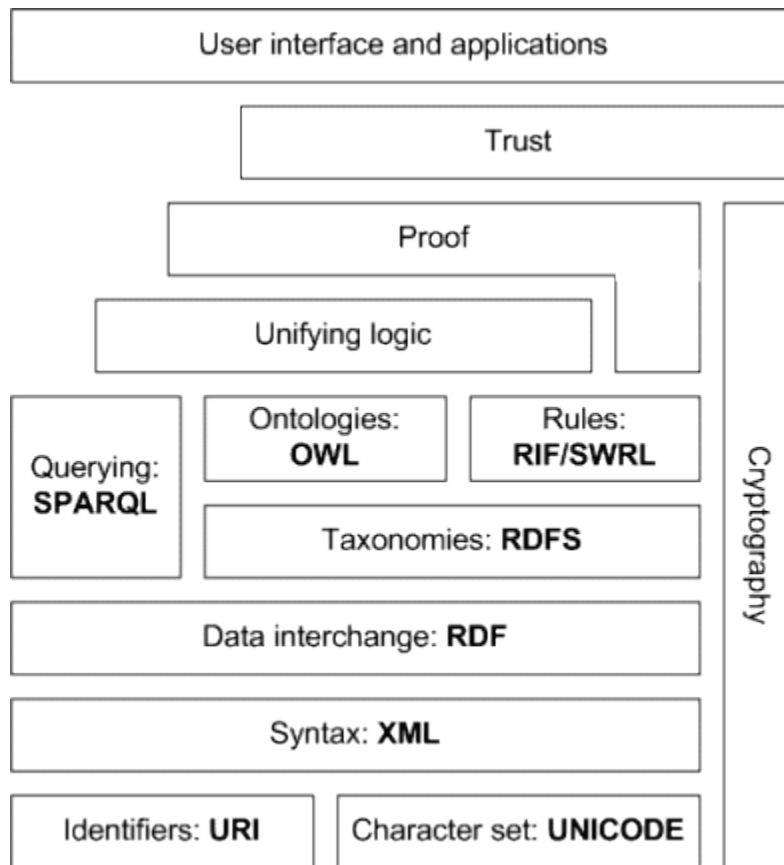 User interface and applications
Trust
Proof
Unifying logic
Querying:
SPARQL
Ontologies:
OWL
Rules:
RIF/SWRL
Taxonomies: RDFS
Data interchange: RDF
Syntax: XML
Identifiers: URI
Character set: UNICODE
Cryptography